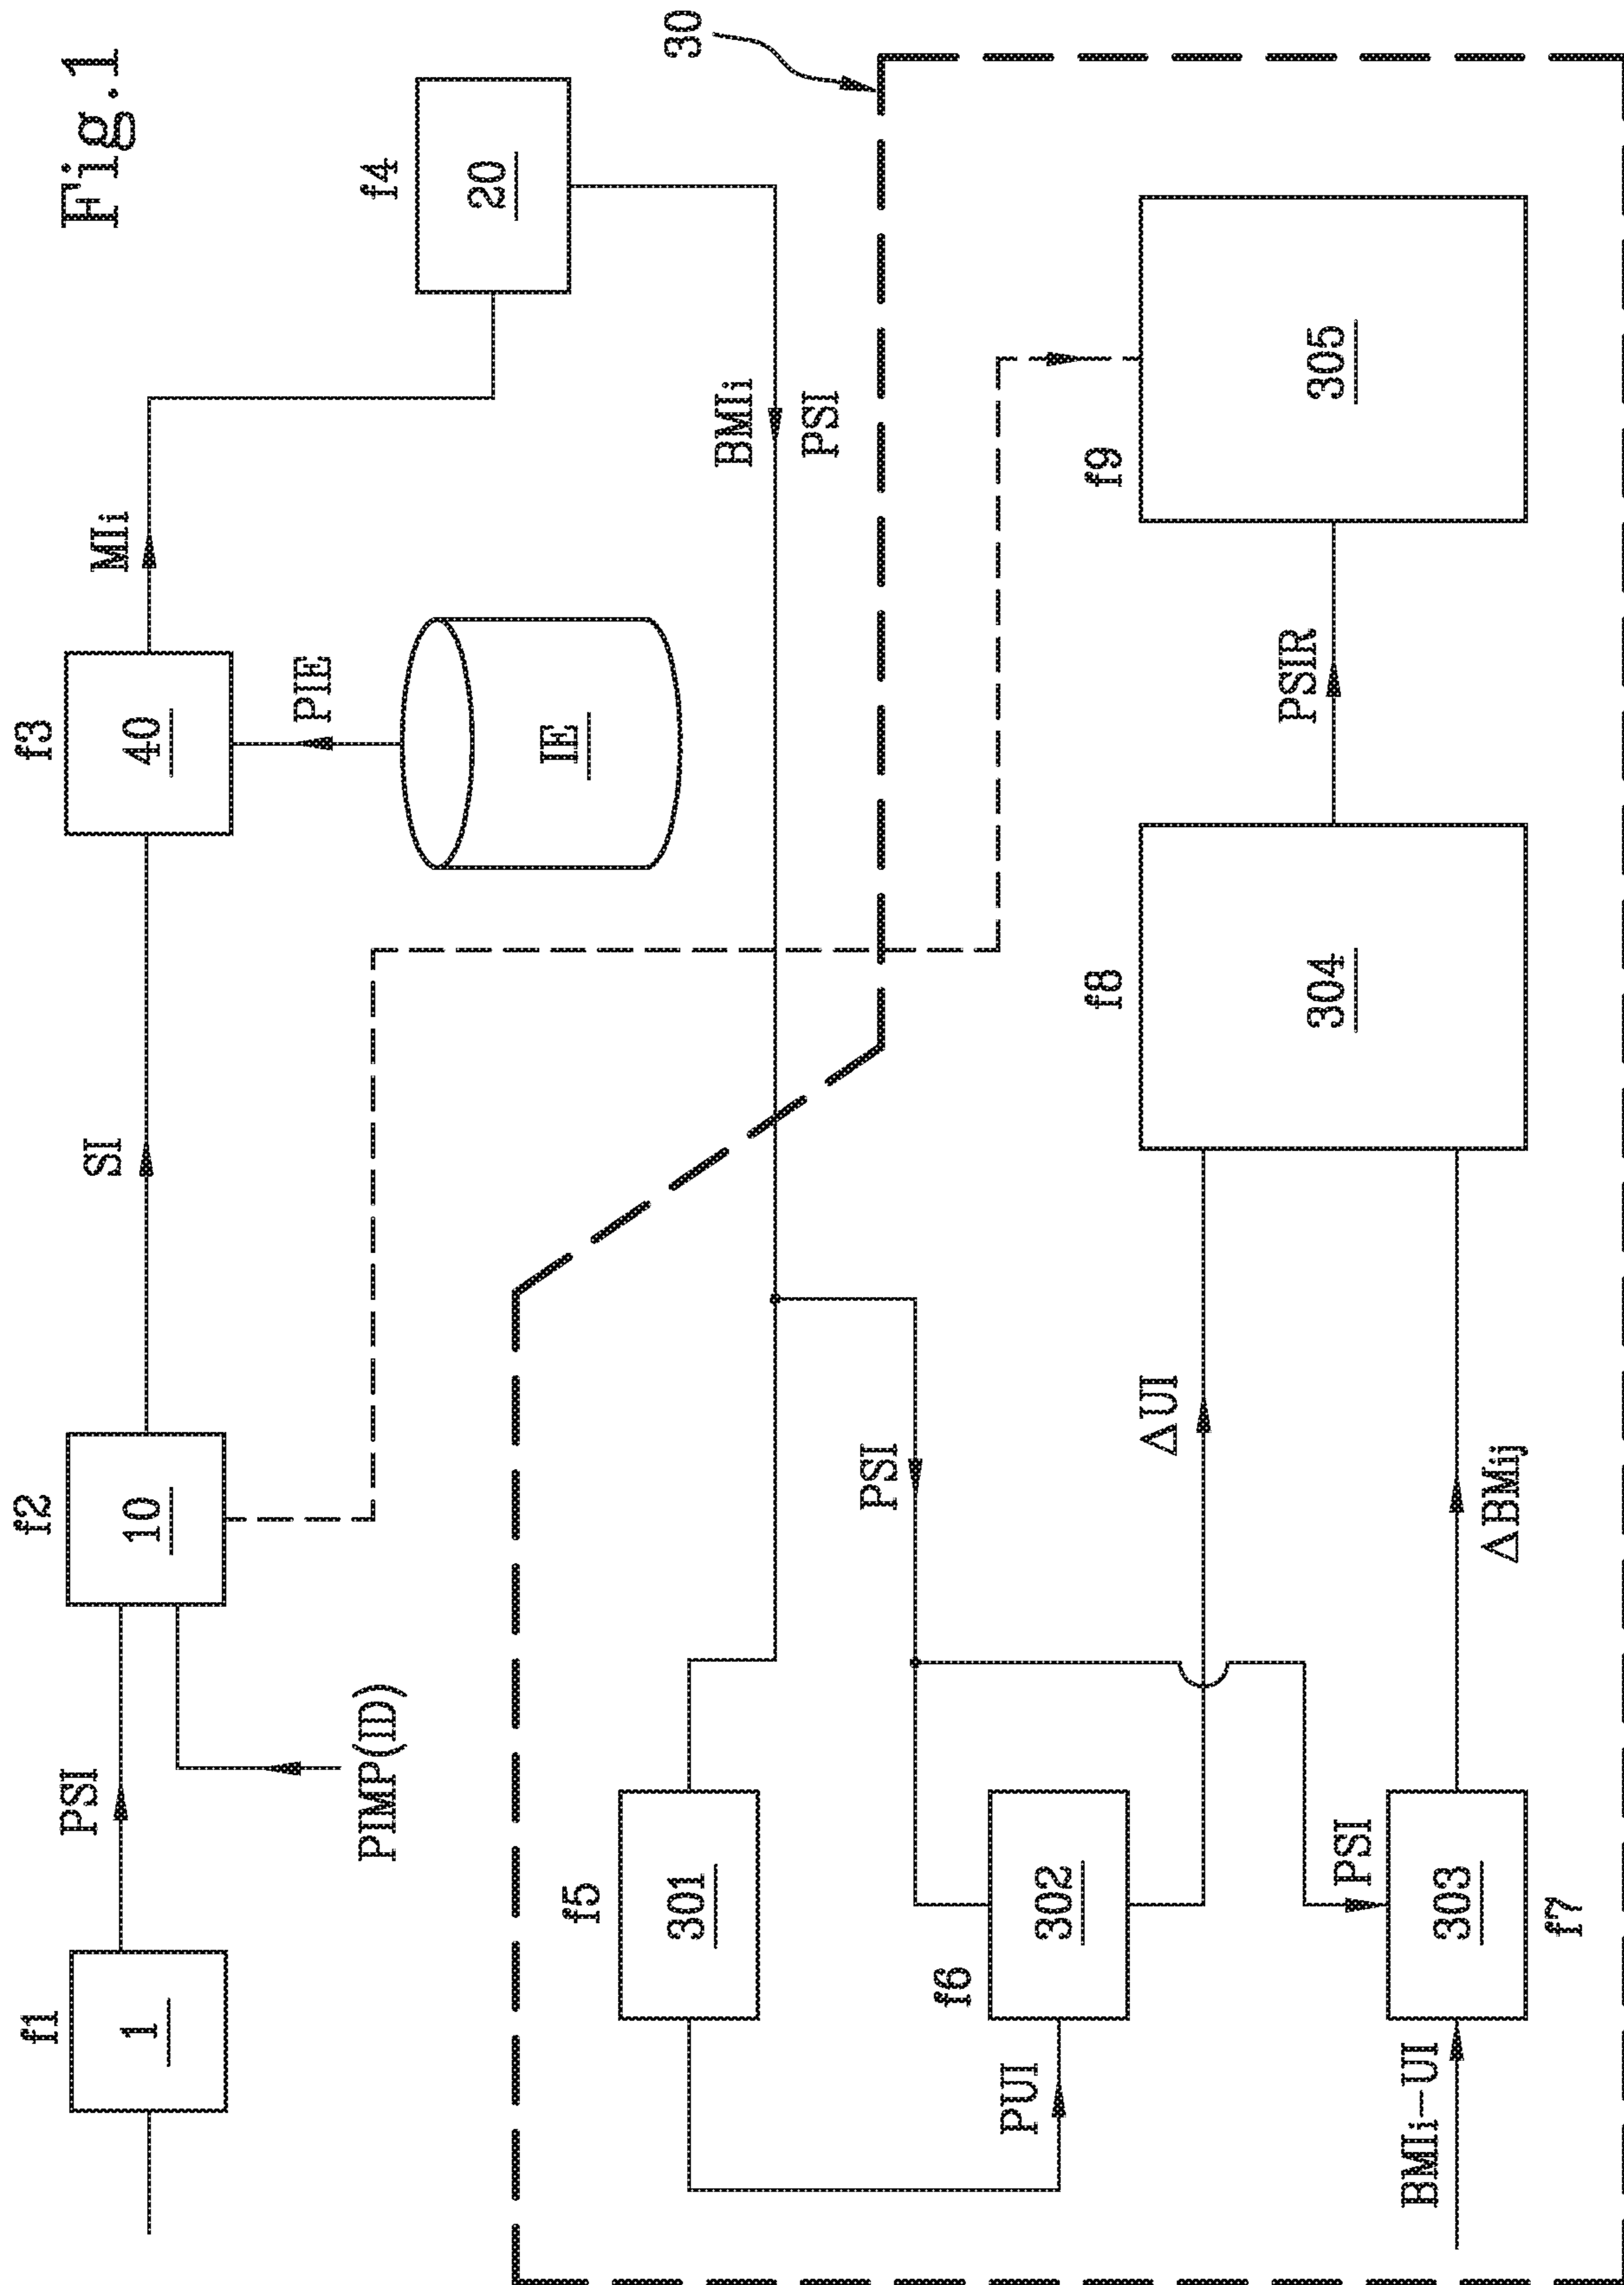 Fig.1
f1
1
PSI
PIMP(ID)
f2
10
SI
f3
40
MIi
PIE
IE
f4
20
BMIi
PSI
30
f5
301
PSI
f6
302
PUI
ΔUI
PSI
303
f7
BMIi-UI
ΔBMij
f8
304
PSIR
f9
305